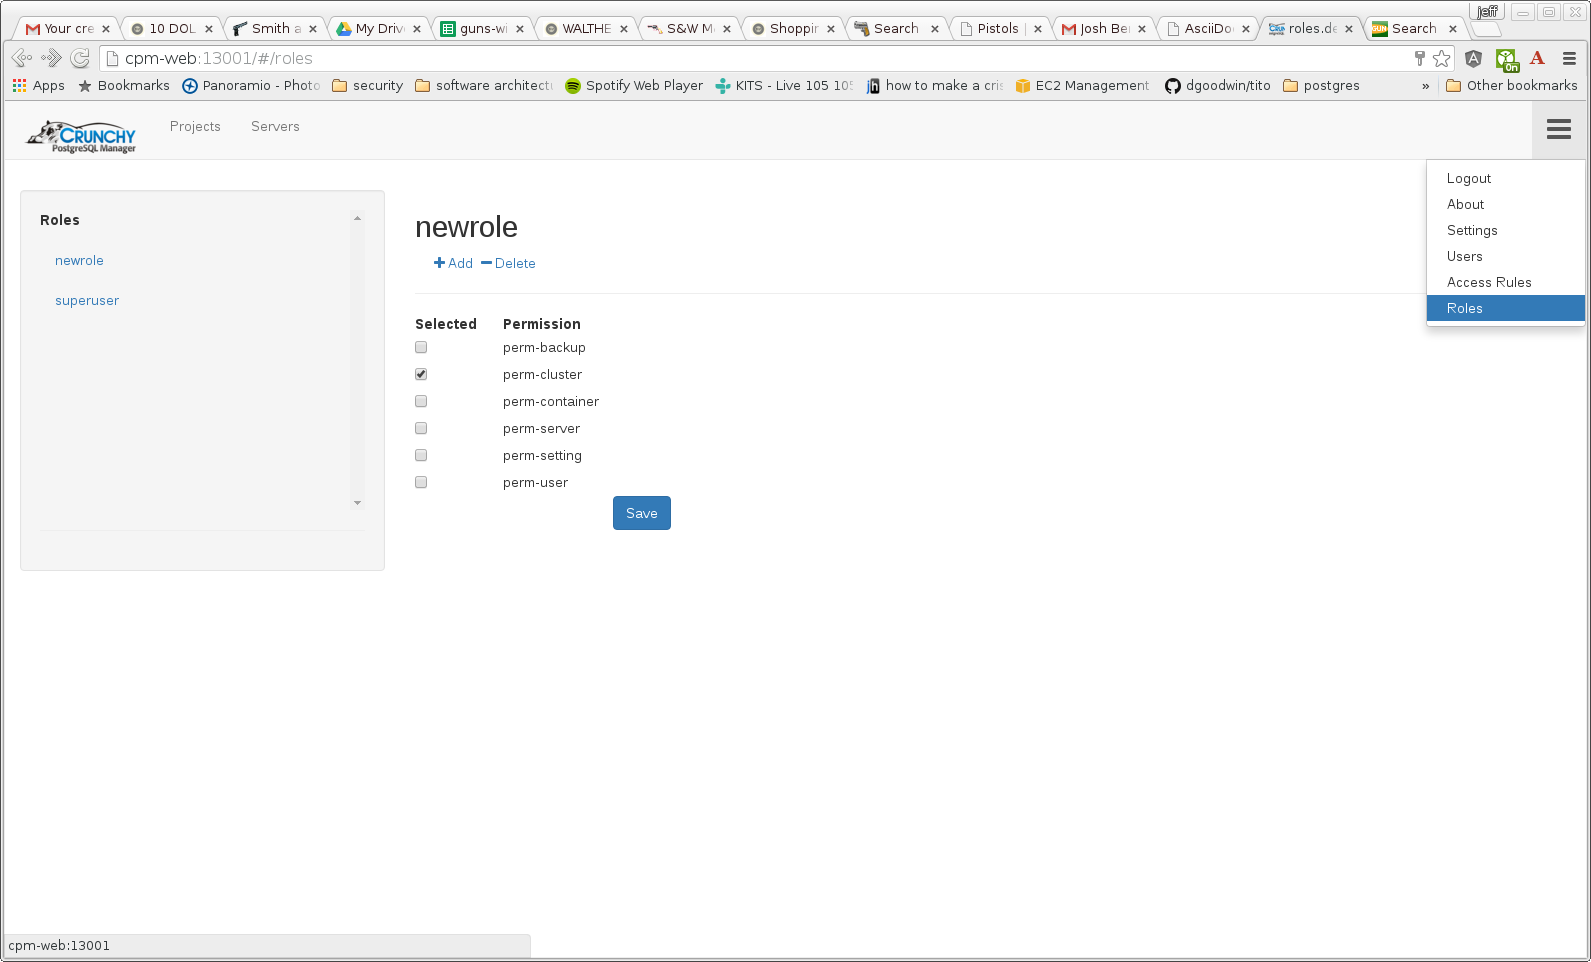 jeff
Your cre
10 DOL
Smith a
My Driv
guns-wi
WALTHE
S&W M
Shoppin
Search
Pistols |
Josh Be
AsciiDo
roles.de
Search
cpm-web:13001/#/roles
on
Apps
Bookmarks
Panoramio - Photo
security
software architectu
Spotify Web Player
KITS - Live 105 105
how to make a cris
EC2 Management
dgoodwin/tito
postgres
»
Other bookmarks
CRUNCHY
PostgreSQL Manager
Projects
Servers
Logout
About
Settings
Users
Access Rules
Roles
Roles
newrole
superuser
newrole
Add
Delete
Selected Permission
perm-backup
perm-cluster
perm-container
perm-server
perm-setting
perm-user
Save
cpm-web:13001